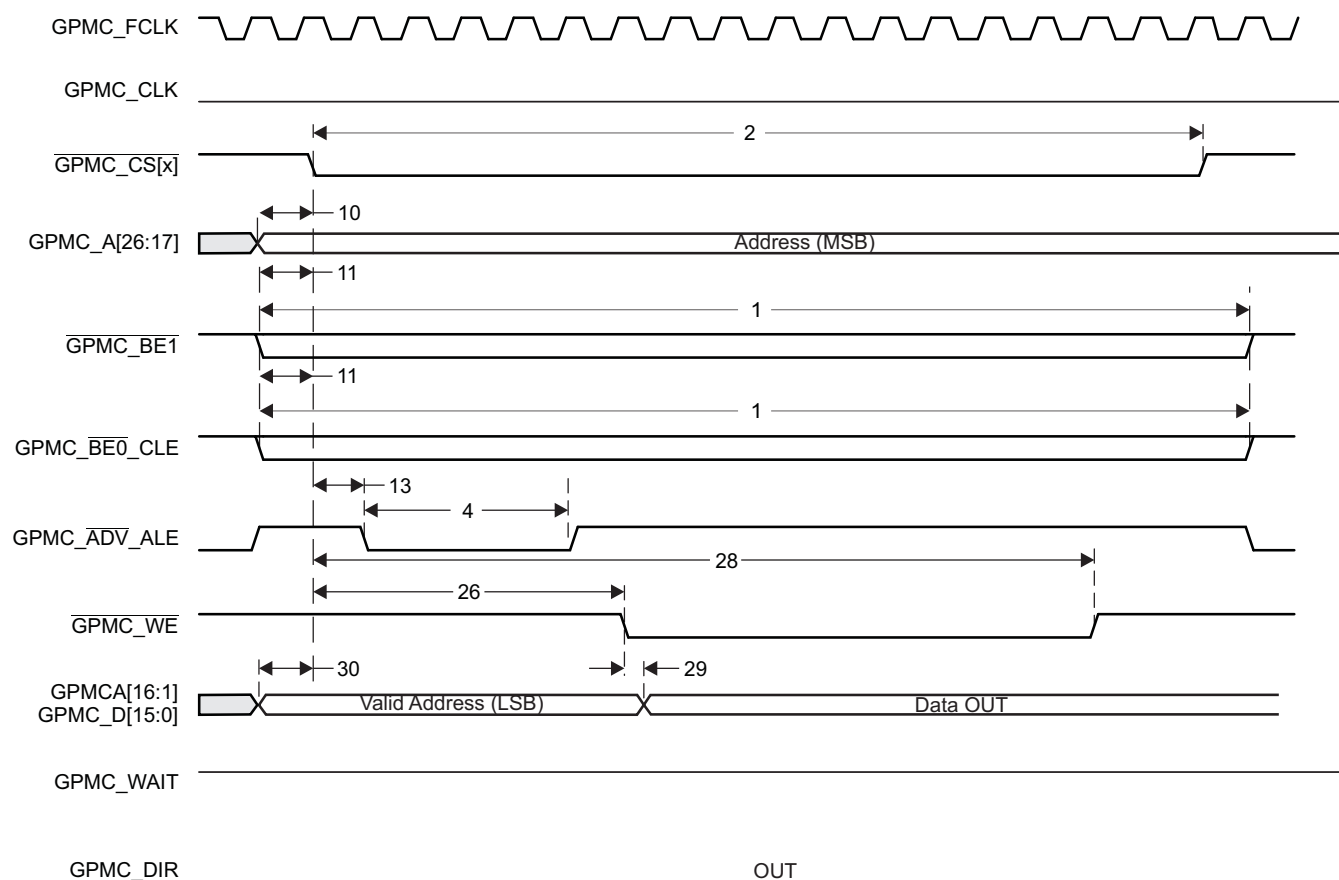 GPMC_FCLK
GPMC_CLK
2
GPMC_CS[x]
10
GPMC_A[26:17]
Address (MSB)
11
1
GPMC_BE1
11
1
GPMC_BE0_CLE
13
4
GPMC_ADV_ALE
28
26
GPMC_WE
30
29
GPMCA[16:1]
GPMC_D[15:0]
Valid Address (LSB)
Data OUT
GPMC_WAIT
GPMC_DIR
OUT